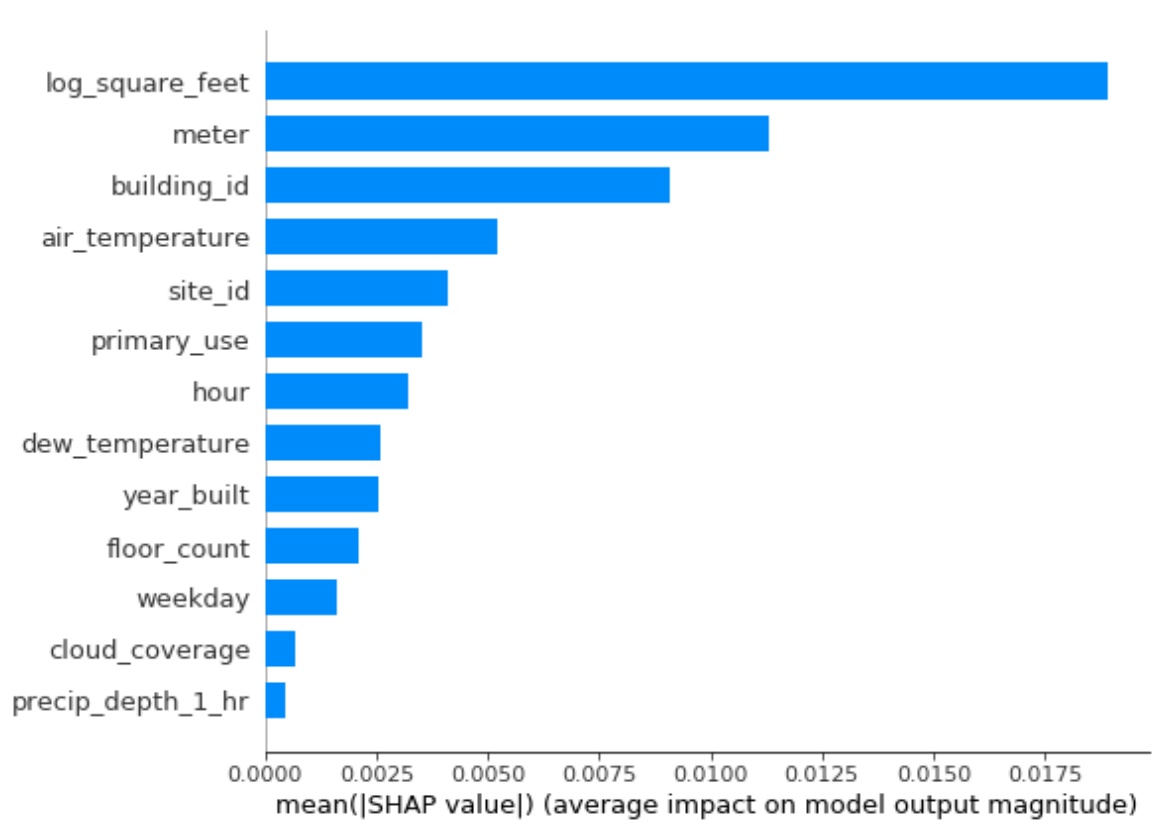 log_square_feet
meter
building_id
air_temperature
site_id
primary_use
hour
dew_temperature
year_built
floor_count
weekday
cloud_coverage
precip_depth_1_hr
0.0000 0.0025 0.0050 0.0075 0.0100 0.0125 0.0150 0.0175
mean(|SHAP value|) (average impact on model output magnitude)